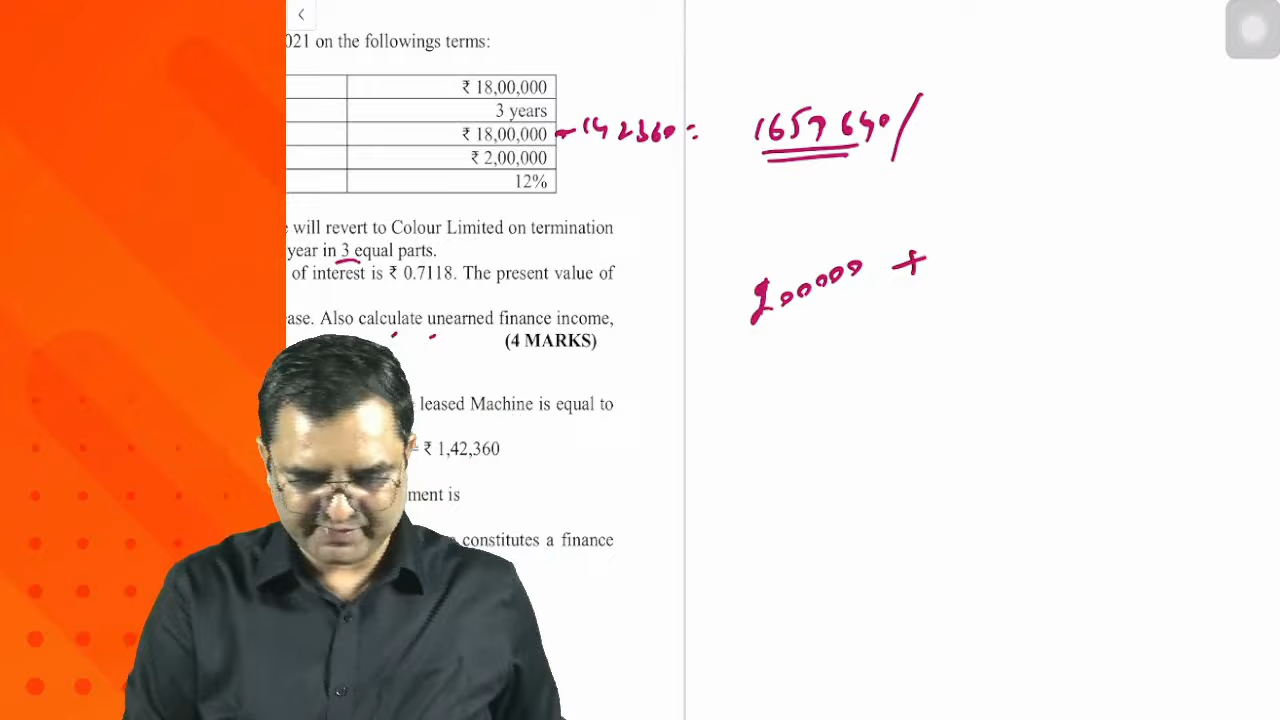 021 on the followings terms:
₹ 18,00,000
3 years
₹ 18,00,000 - 142360 = 1657640/
₹ 2,00,000
12%
will revert to Colour Limited on termination
year in 3 equal parts.
of interest is ₹ 0.7118. The present value of
200000 +
ease. Also calculate unearned finance income,
(4 MARKS)
leased Machine is equal to
= ₹ 1,42,360
ment is
constitutes a finance